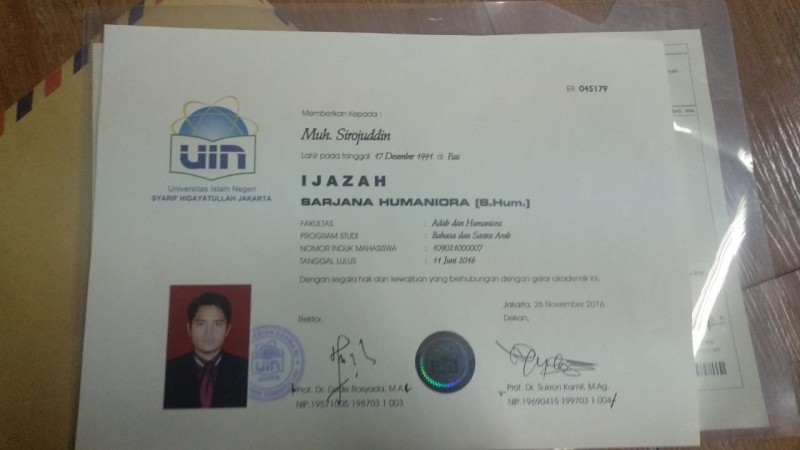 ER 045179
Memberikan Kepada :
Muh. Sirojuddin
Lahir pada tanggal 17 Desember 1991 di Pati
IJAZAH
SARJANA HUMANIORA (S.Hum.)
FAKULTAS : Adab dan Humaniora
PROGRAM STUDI : Bahasa dan Sastra Arab
NOMOR INDUK MAHASISWA : 109021000007
TANGGAL LULUS : 11 Juni 2016
Dengan segala hak dan kewajiban yang berhubungan dengan gelar akademik ini.
uin
Universitas Islam Negeri
SYARIF HIDAYATULLAH JAKARTA
Jakarta, 26 November 2016
Rektor, Dekan,
uin
Prof. Dr. Dede Rosyada, M.A. Prof. Dr. Sukron Kamil, M.Ag.
NIP.19571005 198703 1 003 NIP.19690415 199703 1 004